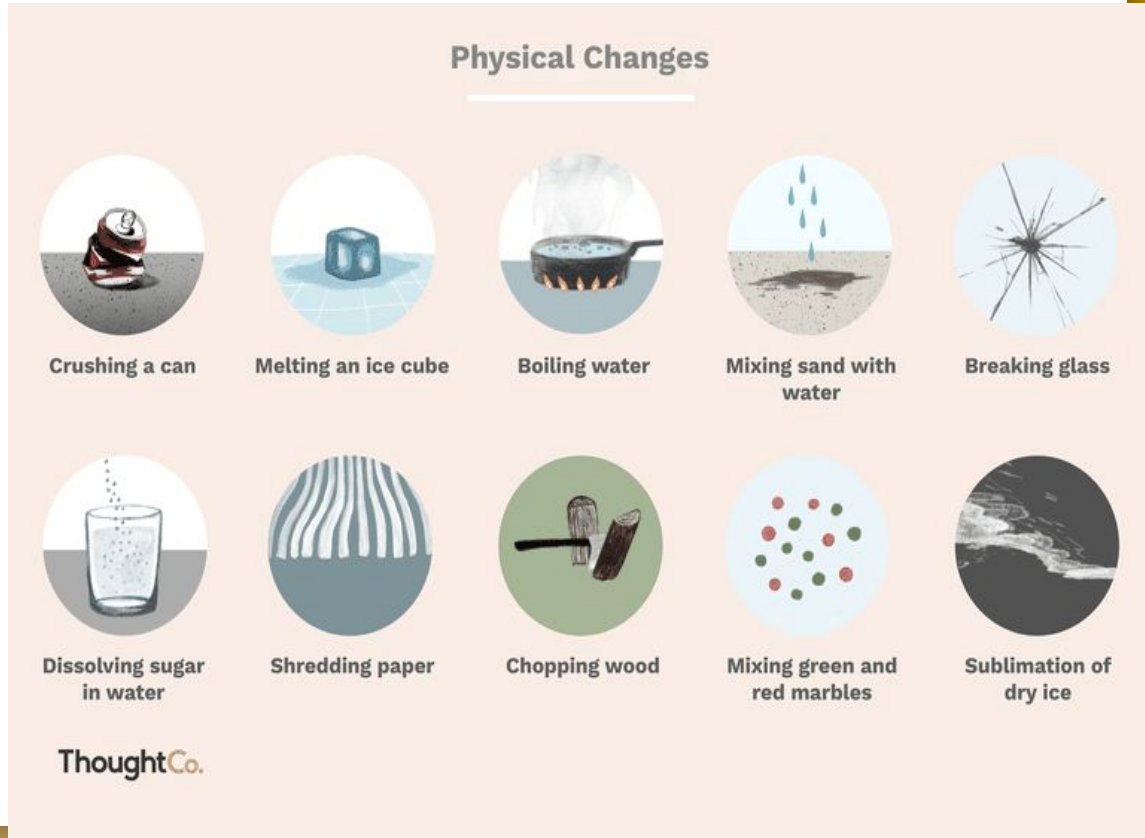 Physical Changes
Crushing a can
Melting an ice cube
Boiling water
Mixing sand with
water
Breaking glass
Dissolving sugar
in water
Shredding paper
Chopping wood
Mixing green and
red marbles
Sublimation of
dry ice
ThoughtCo.